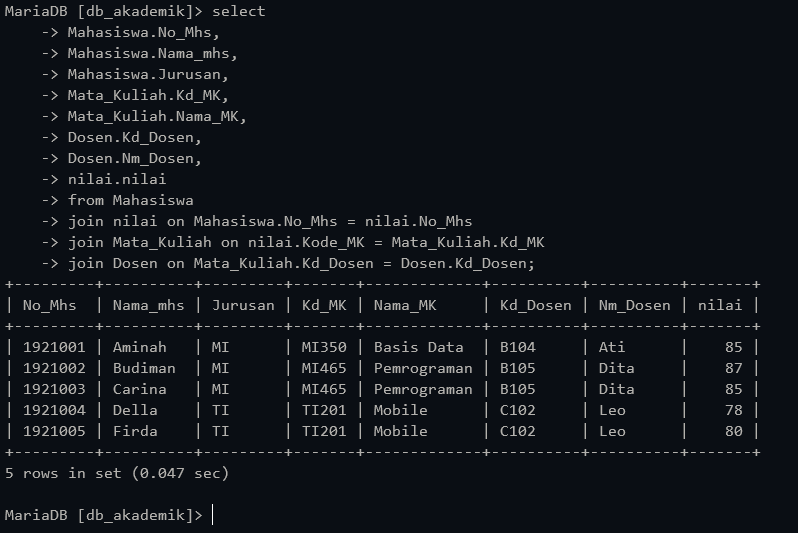 MariaDB [db_akademik]> select
    -> Mahasiswa.No_Mhs,
    -> Mahasiswa.Nama_mhs,
    -> Mahasiswa.Jurusan,
    -> Mata_Kuliah.Kd_MK,
    -> Mata_Kuliah.Nama_MK,
    -> Dosen.Kd_Dosen,
    -> Dosen.Nm_Dosen,
    -> nilai.nilai
    -> from Mahasiswa
    -> join nilai on Mahasiswa.No_Mhs = nilai.No_Mhs
    -> join Mata_Kuliah on nilai.Kode_MK = Mata_Kuliah.Kd_MK
    -> join Dosen on Mata_Kuliah.Kd_Dosen = Dosen.Kd_Dosen;
+---------+----------+---------+-------+-------------+----------+----------+-------+
| No_Mhs  | Nama_mhs | Jurusan | Kd_MK | Nama_MK     | Kd_Dosen | Nm_Dosen | nilai |
+---------+----------+---------+-------+-------------+----------+----------+-------+
| 1921001 | Aminah   | MI      | MI350 | Basis Data  | B104     | Ati      |    85 |
| 1921002 | Budiman  | MI      | MI465 | Pemrograman | B105     | Dita     |    87 |
| 1921003 | Carina   | MI      | MI465 | Pemrograman | B105     | Dita     |    85 |
| 1921004 | Della    | TI      | TI201 | Mobile      | C102     | Leo      |    78 |
| 1921005 | Firda    | TI      | TI201 | Mobile      | C102     | Leo      |    80 |
+---------+----------+---------+-------+-------------+----------+----------+-------+
5 rows in set (0.047 sec)

MariaDB [db_akademik]>